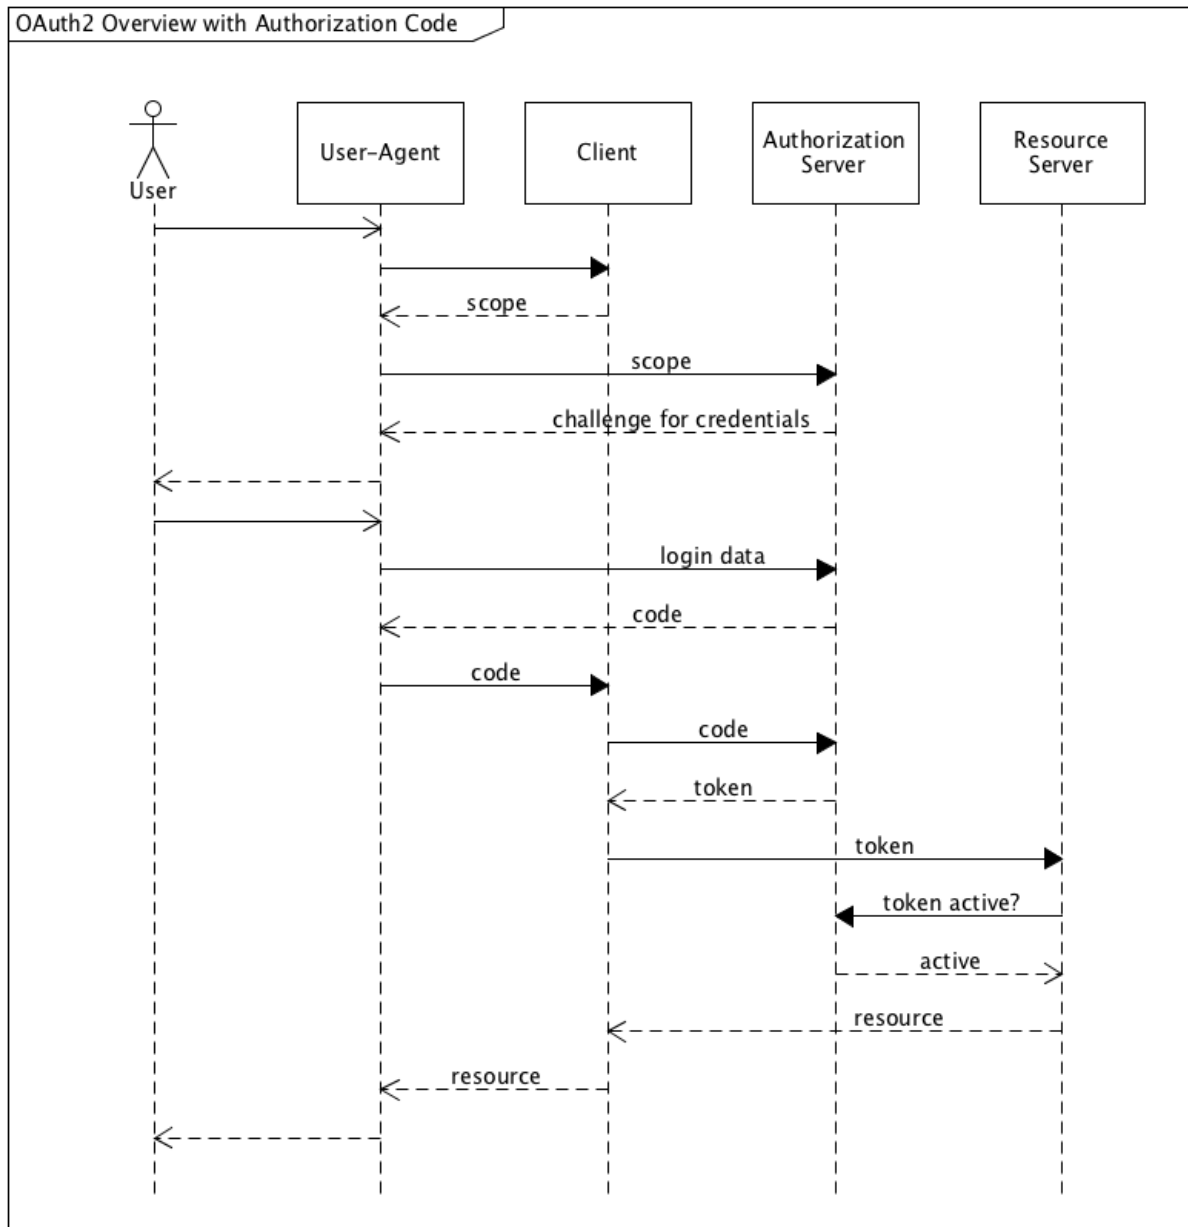 OAuth2 Overview with Authorization Code
User
User-Agent
Client
Authorization
Server
Resource
Server
scope
scope
challenge for credentials
login data
code
code
code
token
token
token active?
active
resource
resource